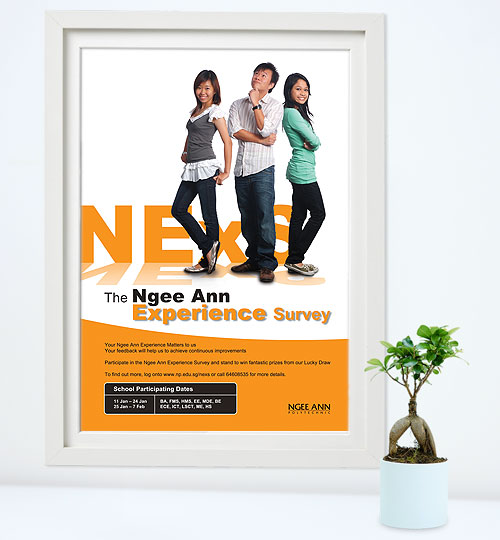 NExS
The Ngee Ann
Experience Survey
Your Ngee Ann Experience Matters to us
Your feedback will help us to achieve continuous improvements
Participate in the Ngee Ann Experience Survey and stand to win fantastic prizes from our Lucky Draw
To find out more, log onto www.np.edu.sg/nexs or call 64608535 for more details.
School Participating Dates
11 Jan – 24 Jan BA, FMS, HMS, EE, MOE, BE
25 Jan – 7 Feb ECE, ICT, LSCT, ME, HS
NGEE ANN
POLYTECHNIC